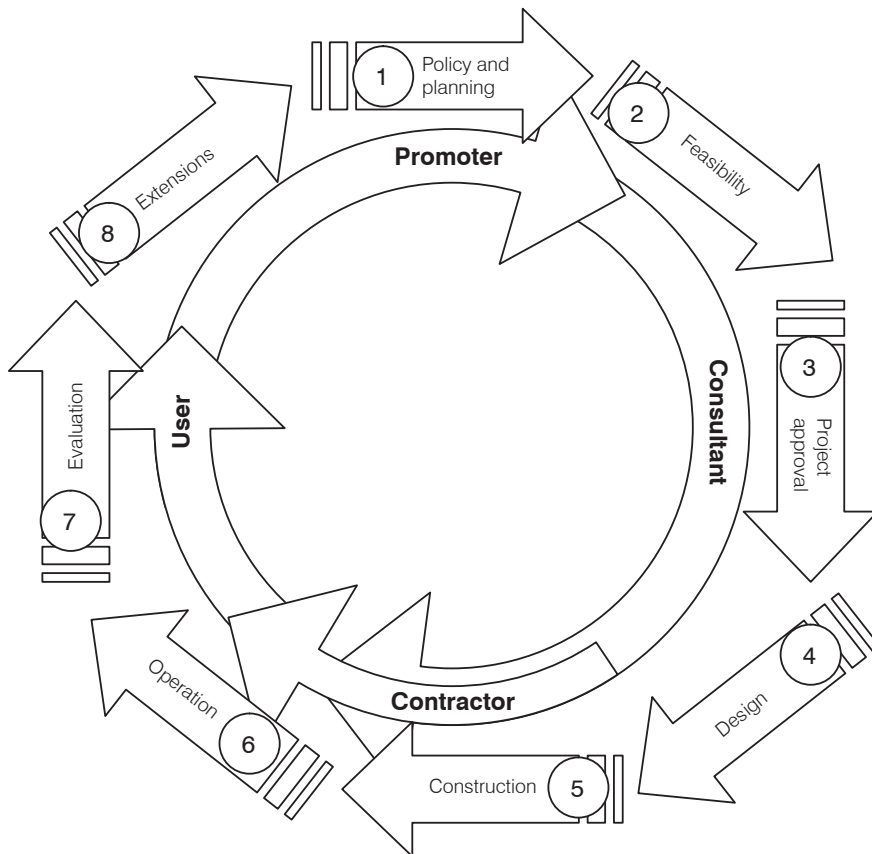 1
Policy and
planning
2
Feasibility
3
Project
approval
4
Design
5
Construction
6
Operation
7
Evaluation
8
Extensions
Promoter
Consultant
Contractor
User